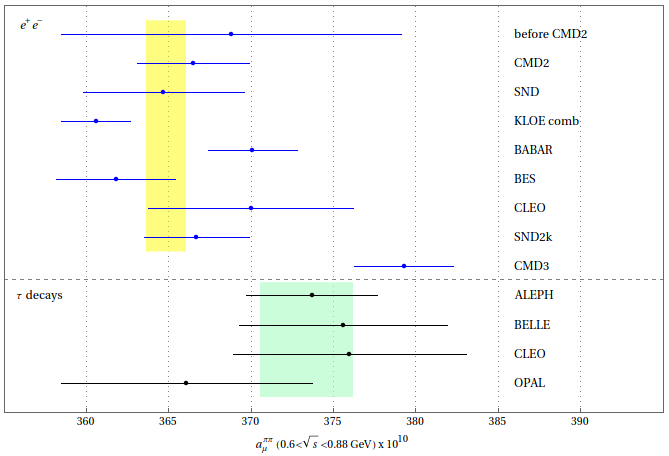 e⁺ e⁻
before CMD2
CMD2
SND
KLOE comb
BABAR
BES
CLEO
SND2k
CMD3
τ decays
ALEPH
BELLE
CLEO
OPAL
360 365 370 375 380 385 390
a_μ^ππ (0.6<√s<0.88 GeV) x 10¹⁰